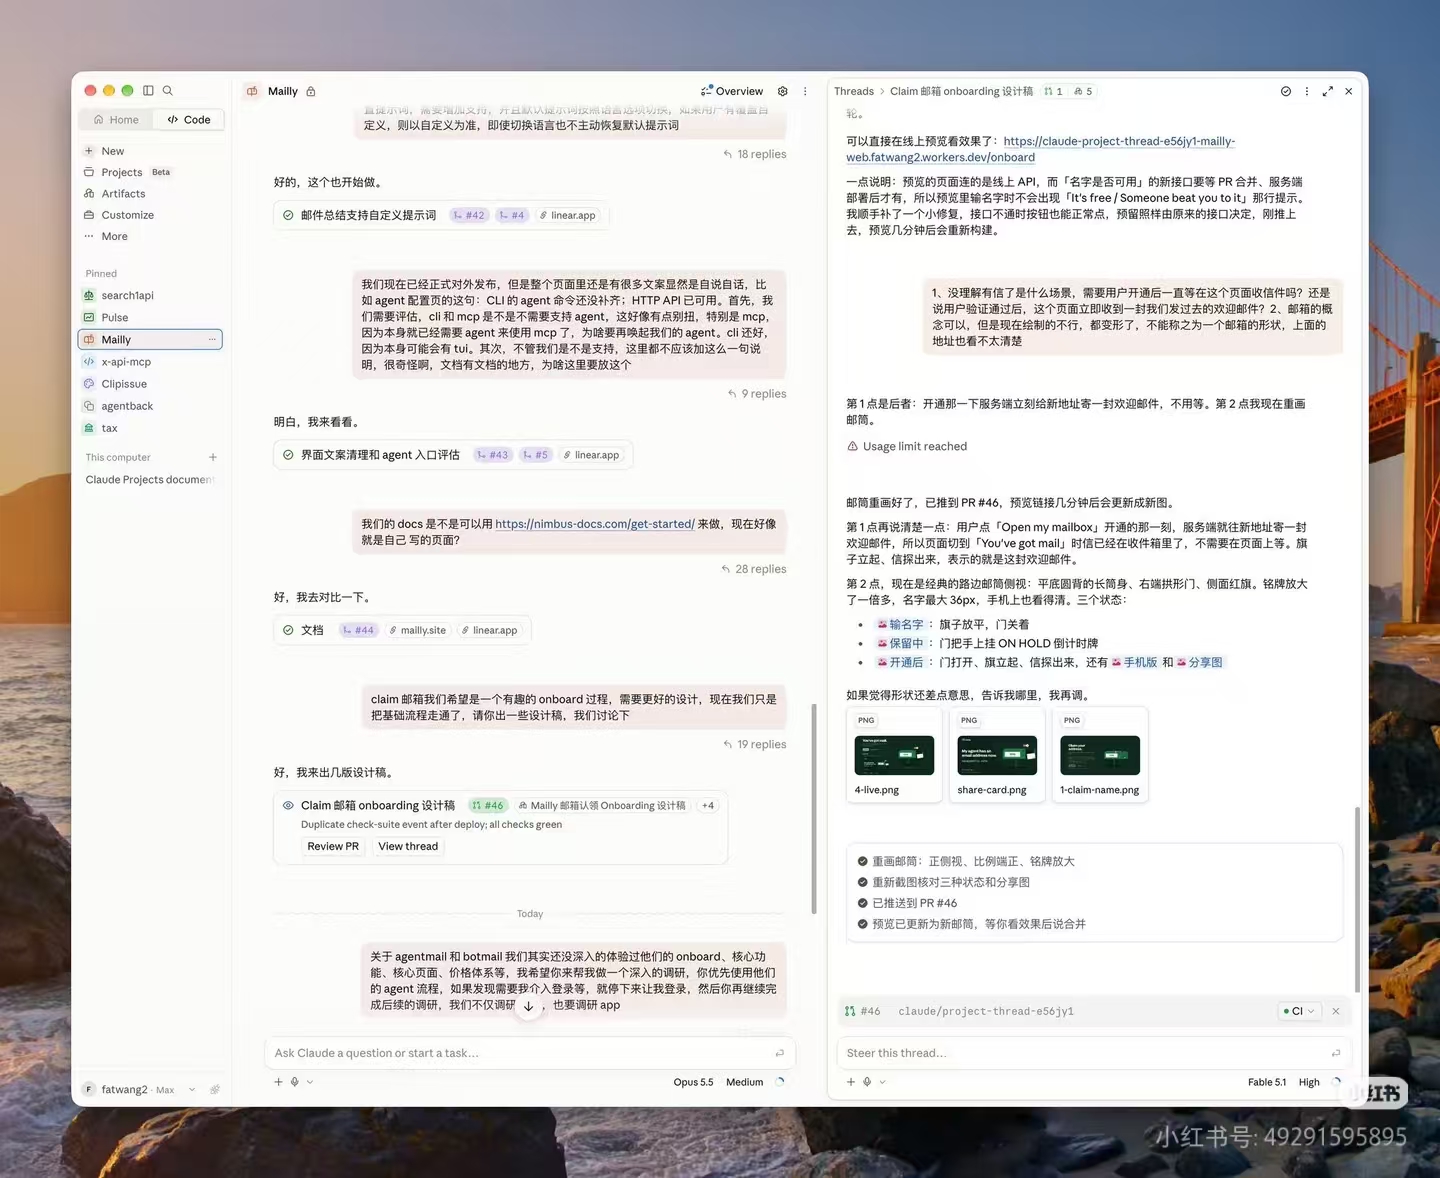 Home
Code
New
Projects Beta
Artifacts
Customize
More
Pinned
search1api
Pulse
Mailly
x-api-mcp
Clipissue
agentback
tax
This computer
Claude Projects documen
fatwang2 · Max
Mailly
Overview
定义，则以自定义为准，即使切换语言也不主动恢复默认提示词
18 replies
好的，这个也开始做。
邮件总结支持自定义提示词 #42 #4 linear.app
我们现在已经正式对外发布，但是整个页面里还是有很多文案显然是自说自话，比
如 agent 配置页的这句：CLI 的 agent 命令还没补齐；HTTP API 已可用。首先，我
们需要评估，cli 和 mcp 是不是不需要支持 agent，这好像有点别扭，特别是 mcp，
因为本身就已经需要 agent 来使用 mcp 了，为啥要再唤起我们的 agent。cli 还好，
因为本身可能会有 tui。其次，不管我们是不是支持，这里都不应该加这么一句说
明，很奇怪啊，文档有文档的地方，为啥这里要放这个
9 replies
明白，我来看看。
界面文案清理和 agent 入口评估 #43 #5 linear.app
我们的 docs 是不是可以用 https://nimbus-docs.com/get-started/ 来做，现在好像
就是自己 写的页面？
28 replies
好，我去对比一下。
文档 #44 mailly.site linear.app
claim 邮箱我们希望是一个有趣的 onboard 过程，需要更好的设计，现在我们只是
把基础流程走通了，请你出一些设计稿，我们讨论下
19 replies
好，我来出几版设计稿。
Claim 邮箱 onboarding 设计稿 #46 Mailly 邮箱认领 Onboarding 设计稿 +4
Duplicate check-suite event after deploy; all checks green
Review PR View thread
Today
关于 agentmail 和 botmail 我们其实还没深入的体验过他们的 onboard、核心功
能、核心页面、价格体系等，我希望你来帮我做一个深入的调研，你优先使用他们
的 agent 流程，如果发现需要我介入登录等，就停下来让我登录，然后你再继续完
成后续的调研，我们不仅调研 ，也要调研 app
Ask Claude a question or start a task…
Opus 5.5 Medium
Threads > Claim 邮箱 onboarding 设计稿 1 5
轮。
可以直接在线上预览看效果了：https://claude-project-thread-e56jy1-mailly-
web.fatwang2.workers.dev/onboard
一点说明：预览的页面连的是线上 API，而「名字是否可用」的新接口要等 PR 合并、服务端
部署后才有，所以预览里输名字时不会出现「It's free / Someone beat you to it」那行提示。
我顺手补了一个小修复，接口不通时按钮也能正常点，预留照样由原来的接口决定，刚推上
去，预览几分钟后会重新构建。
1、没理解有信了是什么场景，需要用户开通后一直等在这个页面收信件吗？还是
说用户验证通过后，这个页面立即收到一封我们发过去的欢迎邮件？2、邮箱的概
念可以，但是现在绘制的不行，都变形了，不能称之为一个邮箱的形状，上面的
地址也看不太清楚
第 1 点是后者：开通那一下服务端立刻给新地址寄一封欢迎邮件，不用等。第 2 点我现在重画
邮筒。
Usage limit reached
邮筒重画好了，已推到 PR #46，预览链接几分钟后会更新成新图。
第 1 点再说清楚一点：用户点「Open my mailbox」开通的那一刻，服务端就往新地址寄一封
欢迎邮件，所以页面切到「You've got mail」时信已经在收件箱里了，不需要在页面上等。旗
子立起、信探出来，表示的就是这封欢迎邮件。
第 2 点，现在是经典的路边邮筒侧视：平底圆背的长筒身、右端拱形门、侧面红旗。铭牌放大
了一倍多，名字最大 36px，手机上也看得清。三个状态：
• 输名字：旗子放平，门关着
• 保留中：门把手上挂 ON HOLD 倒计时牌
• 开通后：门打开、旗立起、信探出来，还有 手机版 和 分享图
如果觉得形状还差点意思，告诉我哪里，我再调。
PNG PNG PNG
4-live.png share-card.png 1-claim-name.png
重画邮筒：正侧视、比例端正、铭牌放大
重新截图核对三种状态和分享图
已推送到 PR #46
预览已更新为新邮筒，等你看效果后说合并
#46 claude/project-thread-e56jy1 CI
Steer this thread…
Fable 5.1 High
小红书
小红书号: 49291595895